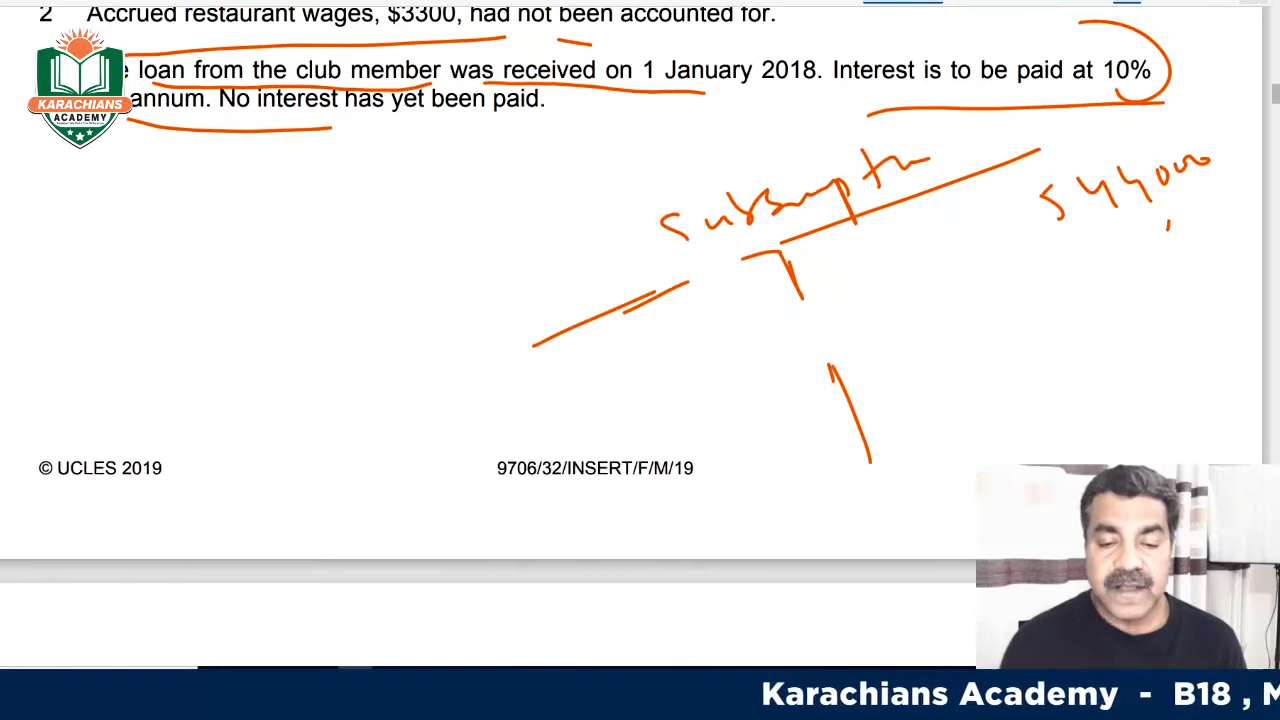 2 Accrued restaurant wages, $3300, had not been accounted for.
loan from the club member was received on 1 January 2018. Interest is to be paid at 10%
annum. No interest has yet been paid.
KARACHIANS
ACADEMY
© UCLES 2019
9706/32/INSERT/F/M/19
Karachians Academy - B18 , M